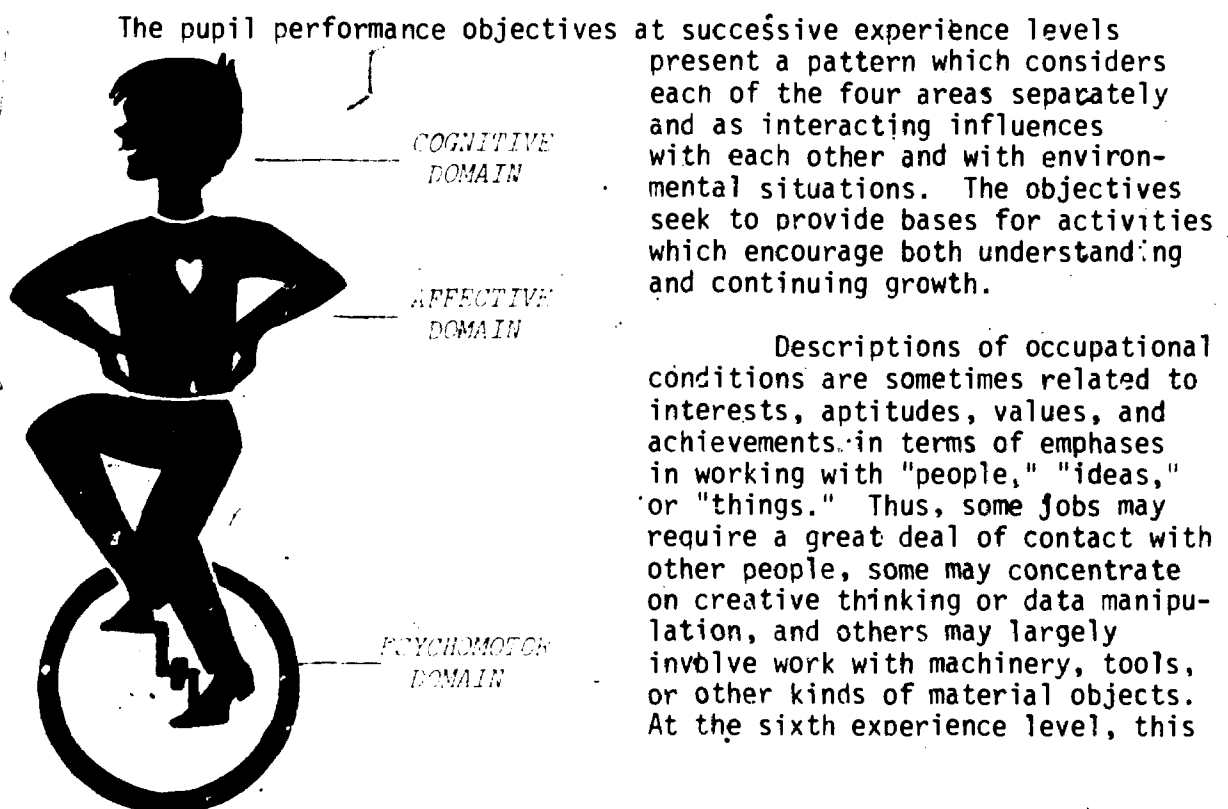 The pupil performance objectives at successive experience levels
present a pattern which considers
each of the four areas separately
and as interacting influences
with each other and with environ-
mental situations. The objectives
seek to provide bases for activities
which encourage both understanding
and continuing growth.
COGNITIVE
DOMAIN
AFFECTIVE
DOMAIN
Descriptions of occupational
conditions are sometimes related to
interests, aptitudes, values, and
achievements in terms of emphases
in working with "people," "ideas,"
or "things." Thus, some jobs may
require a great deal of contact with
other people, some may concentrate
on creative thinking or data manipu-
lation, and others may largely
involve work with machinery, tools,
or other kinds of material objects.
At the sixth experience level, this
PSYCHOMOTOR
DOMAIN